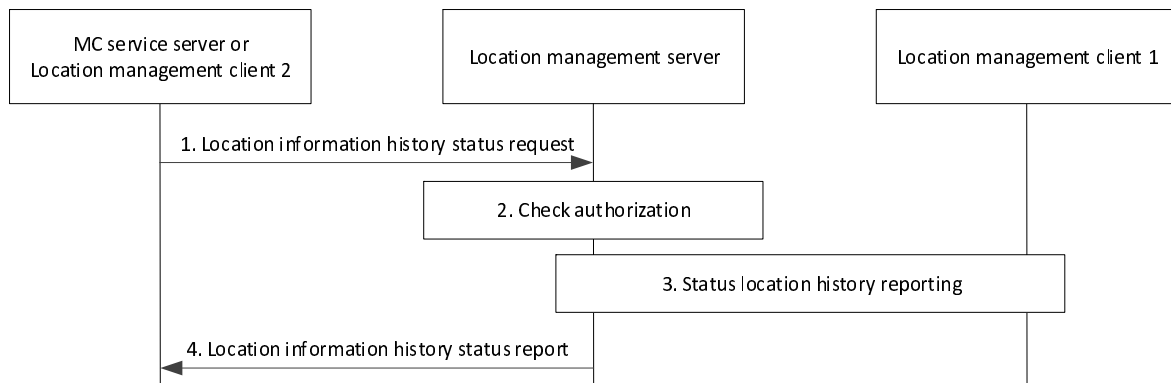 MC service server or
Location management client 2
Location management server
Location management client 1
1. Location information history status request
2. Check authorization
3. Status location history reporting
4. Location information history status report